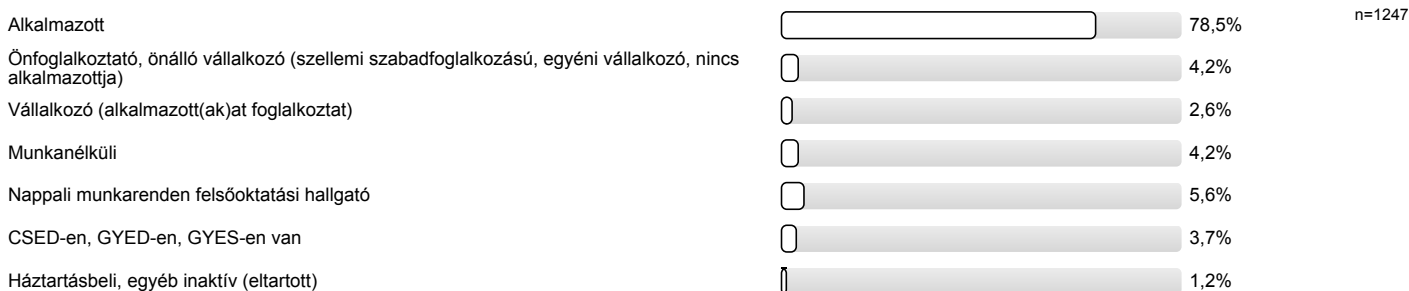 Alkalmazott 78,5% n=1247
Önfoglalkoztató, önálló vállalkozó (szellemi szabadfoglalkozású, egyéni vállalkozó, nincs
alkalmazottja) 4,2%
Vállalkozó (alkalmazott(ak)at foglalkoztat) 2,6%
Munkanélküli 4,2%
Nappali munkarenden felsőoktatási hallgató 5,6%
CSED-en, GYED-en, GYES-en van 3,7%
Háztartásbeli, egyéb inaktív (eltartott) 1,2%